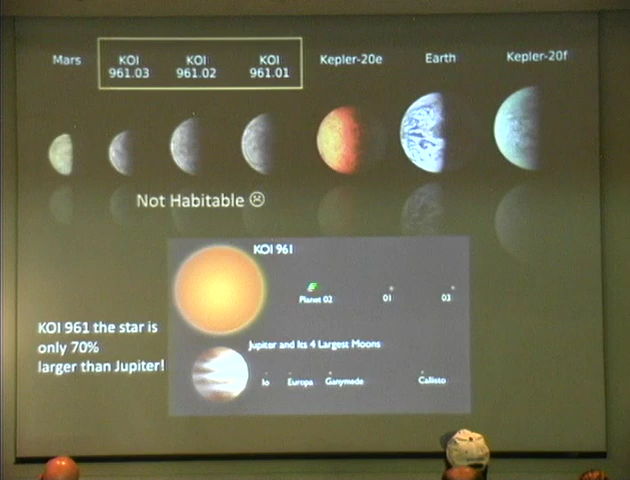 Mars
KOI
961.03
KOI
961.02
KOI
961.01
Kepler-20e
Earth
Kepler-20f
Not Habitable ☹
KOI 961
Planet 02
01
03
KOI 961 the star is
only 70%
larger than Jupiter!
Jupiter and Its 4 Largest Moons
Io
Europa
Ganymede
Callisto